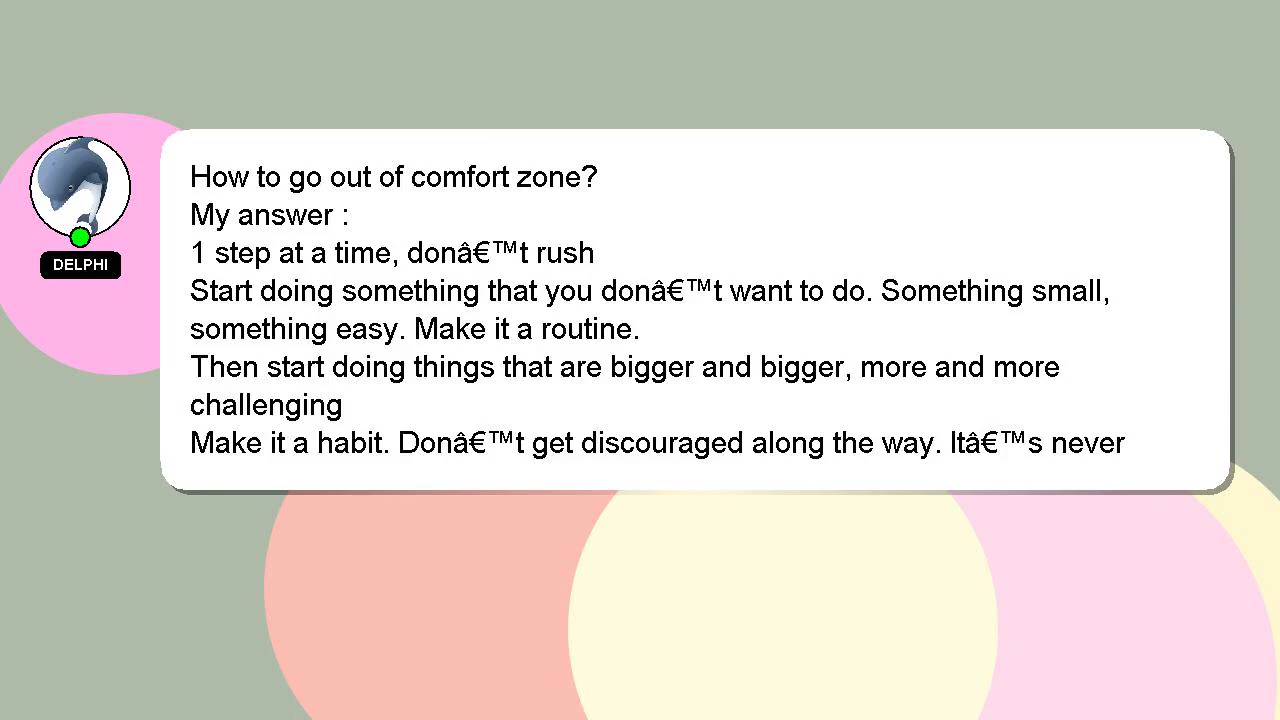 How to go out of comfort zone?
My answer :
1 step at a time, donâ€™t rush
Start doing something that you donâ€™t want to do. Something small,
something easy. Make it a routine.
Then start doing things that are bigger and bigger, more and more
challenging
Make it a habit. Donâ€™t get discouraged along the way. Itâ€™s never
DELPHI